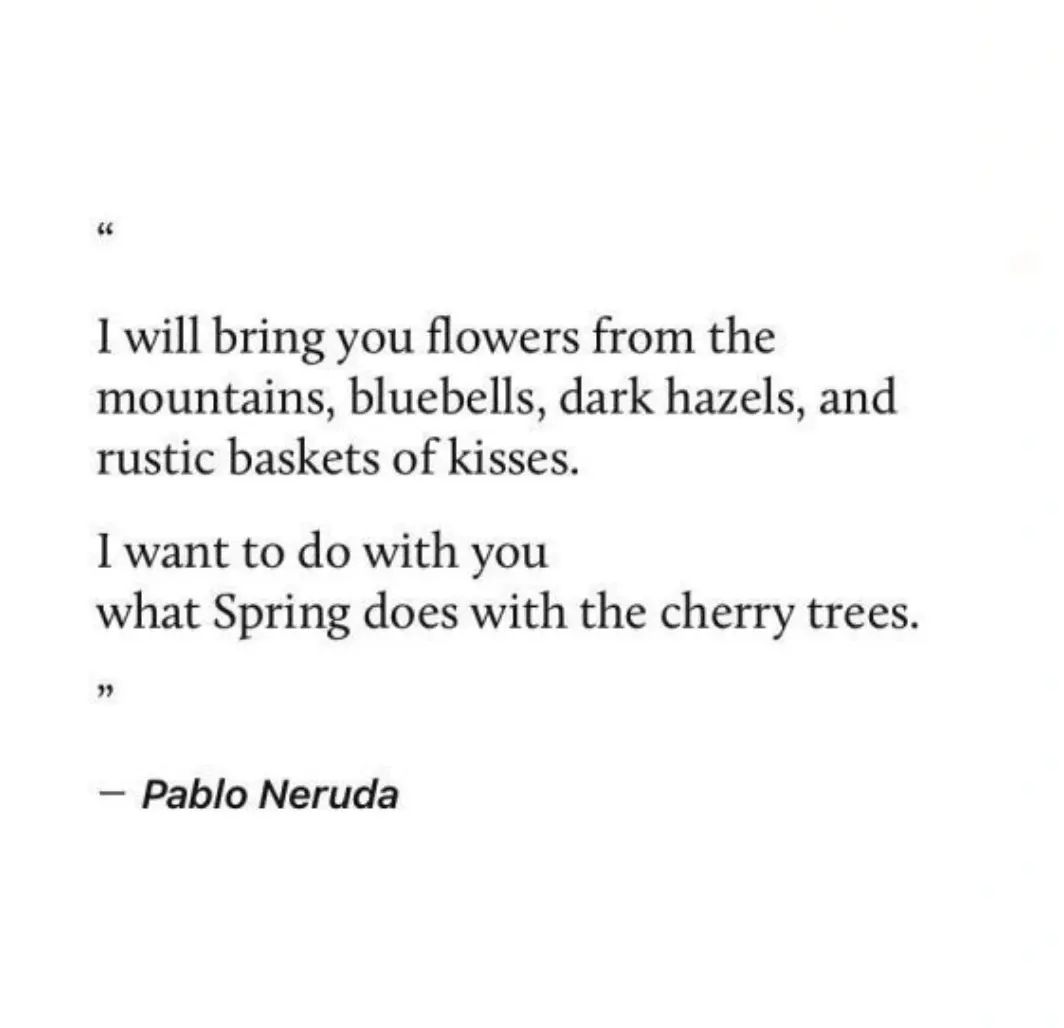 “
I will bring you flowers from the
mountains, bluebells, dark hazels, and
rustic baskets of kisses.
I want to do with you
what Spring does with the cherry trees.
”
— Pablo Neruda